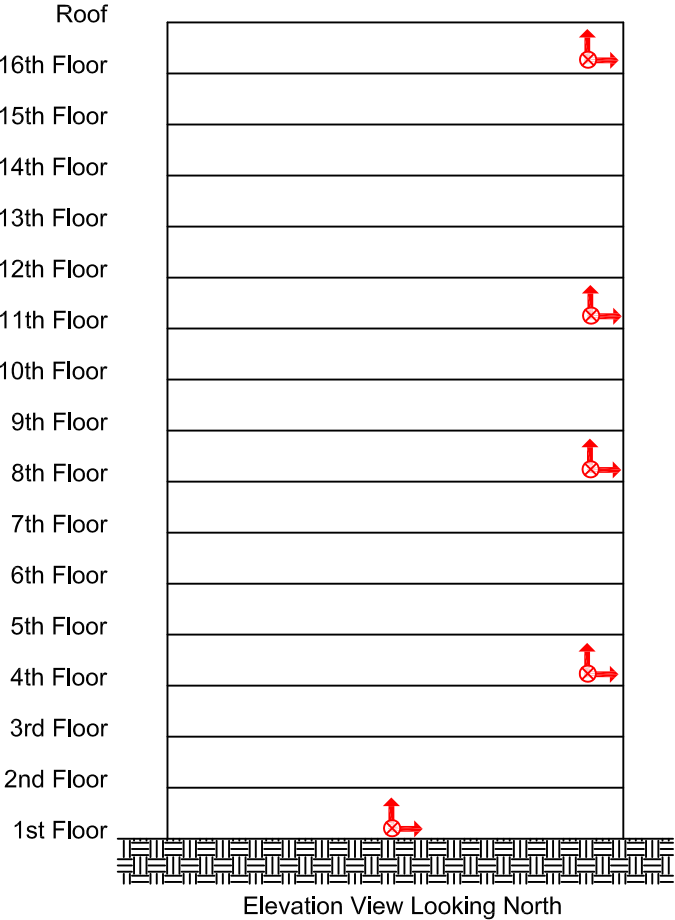 Roof
16th Floor
15th Floor
14th Floor
13th Floor
12th Floor
11th Floor
10th Floor
9th Floor
8th Floor
7th Floor
6th Floor
5th Floor
4th Floor
3rd Floor
2nd Floor
1st Floor
Elevation View Looking North